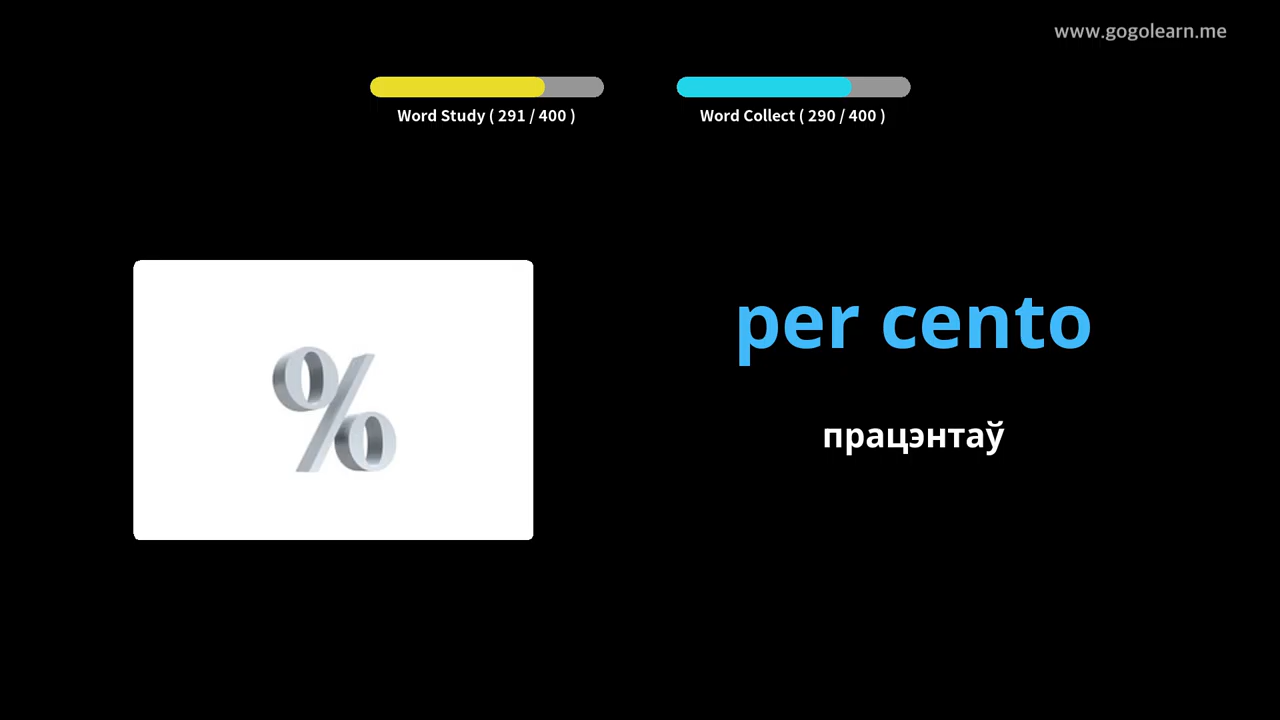 www.gogolearn.me
Word Study ( 291 / 400 )
Word Collect ( 290 / 400 )
%
per cento
працэнтаў